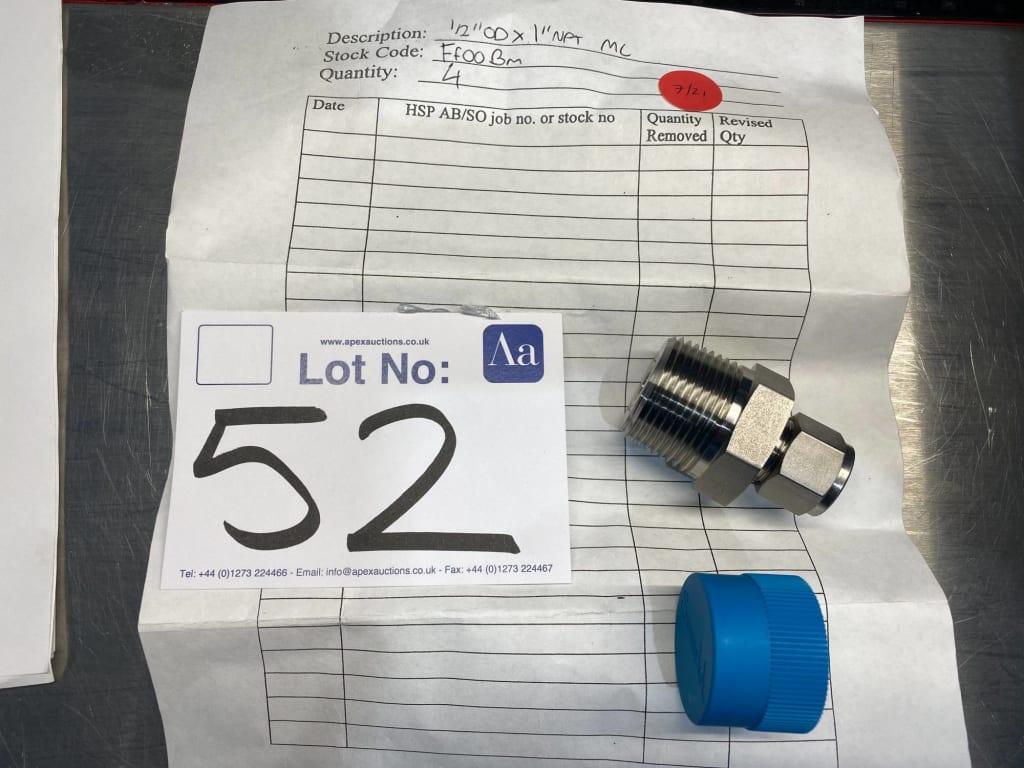 Description: 1/2" OD x 1" NPT MC
Stock Code: FF00BM
Quantity: 4
7/21
Date HSP AB/SO job no. or stock no Quantity Removed Revised Qty
www.apexauctions.co.uk
Lot No:
Aa
52
Tel: +44 (0)1273 224466 - Email: info@apexauctions.co.uk - Fax: +44 (0)1273 224467